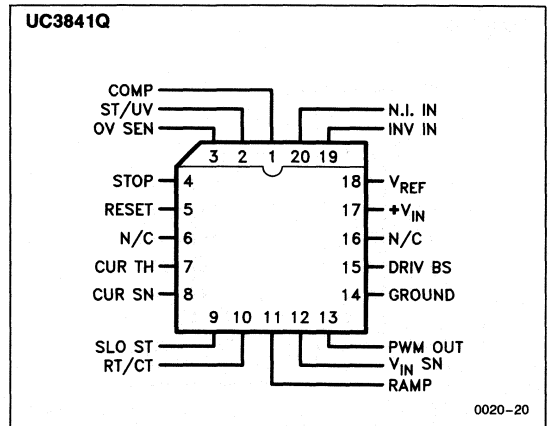 UC3841Q
COMP
ST/UV
OV SEN
N.I. IN
INV IN
3 2 1 20 19
STOP 4
RESET 5
N/C 6
CUR TH 7
CUR SN 8
18 VREF
17 +VIN
16 N/C
15 DRIV BS
14 GROUND
9 10 11 12 13
SLO ST
RT/CT
PWM OUT
VIN SN
RAMP
0020-20